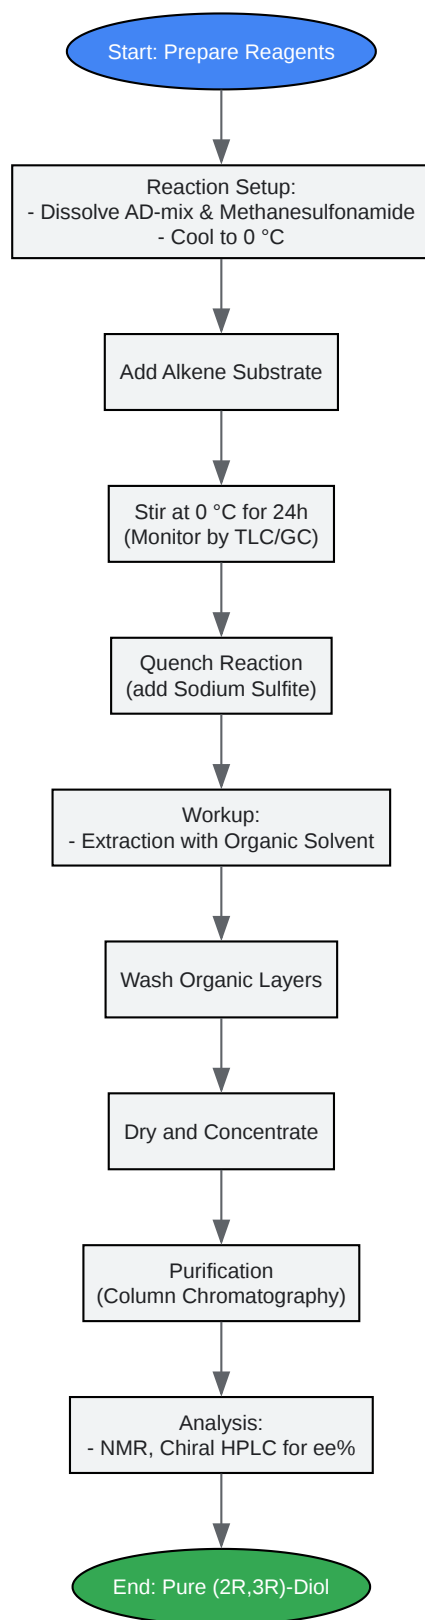 Start: Prepare Reagents
Reaction Setup:
- Dissolve AD-mix & Methanesulfonamide
- Cool to 0 °C
Add Alkene Substrate
Stir at 0 °C for 24h
(Monitor by TLC/GC)
Quench Reaction
(add Sodium Sulfite)
Workup:
- Extraction with Organic Solvent
Wash Organic Layers
Dry and Concentrate
Purification
(Column Chromatography)
Analysis:
- NMR, Chiral HPLC for ee%
End: Pure (2R,3R)-Diol